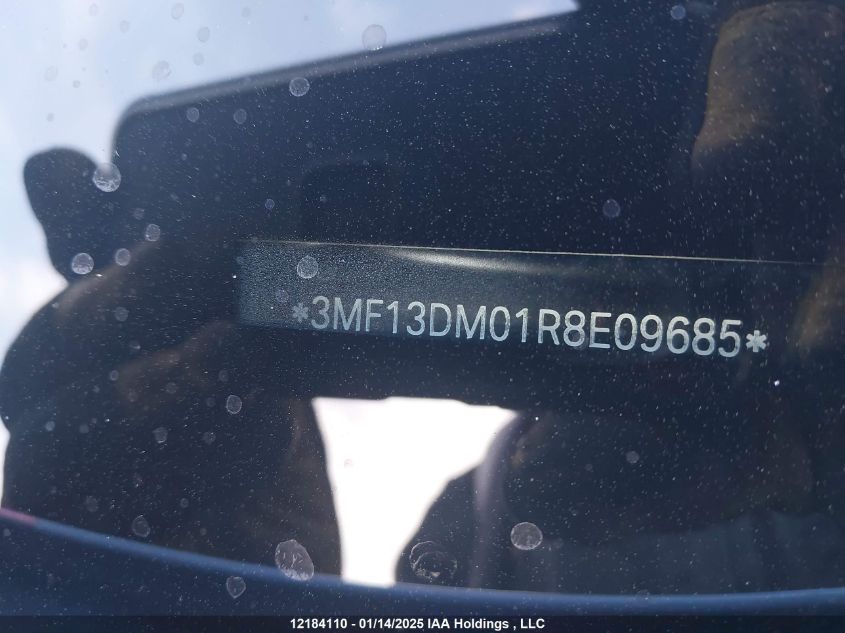 *3MF13DM01R8E09685*
12184110 - 01/14/2025 IAA Holdings , LLC